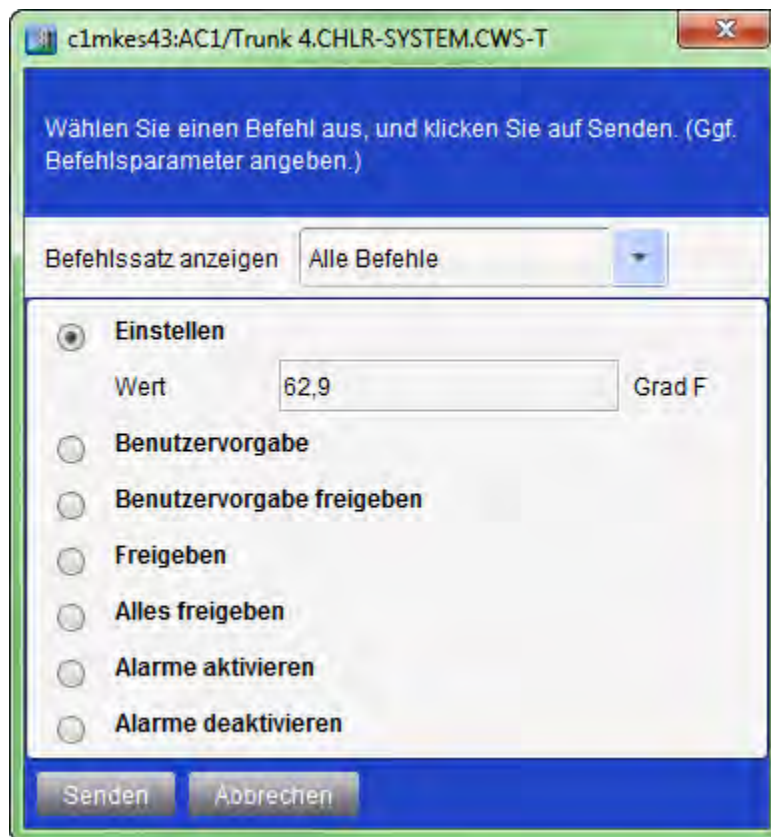 c1mkes43:AC1/Trunk 4.CHLR-SYSTEM.CWS-T
Wählen Sie einen Befehl aus, und klicken Sie auf Senden. (Ggf.
Befehlsparameter angeben.)
Befehlssatz anzeigen Alle Befehle
Einstellen
Wert 62,9 Grad F
Benutzervorgabe
Benutzervorgabe freigeben
Freigeben
Alles freigeben
Alarme aktivieren
Alarme deaktivieren
Senden Abbrechen